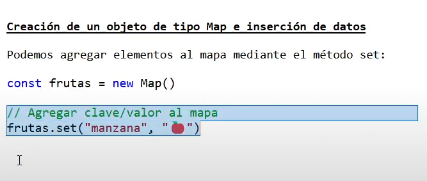 Creación de un objeto de tipo Map e inserción de datos
Podemos agregar elementos al mapa mediante el método set:
const frutas = new Map()
// Agregar clave/valor al mapa
frutas.set("manzana", "🍎")